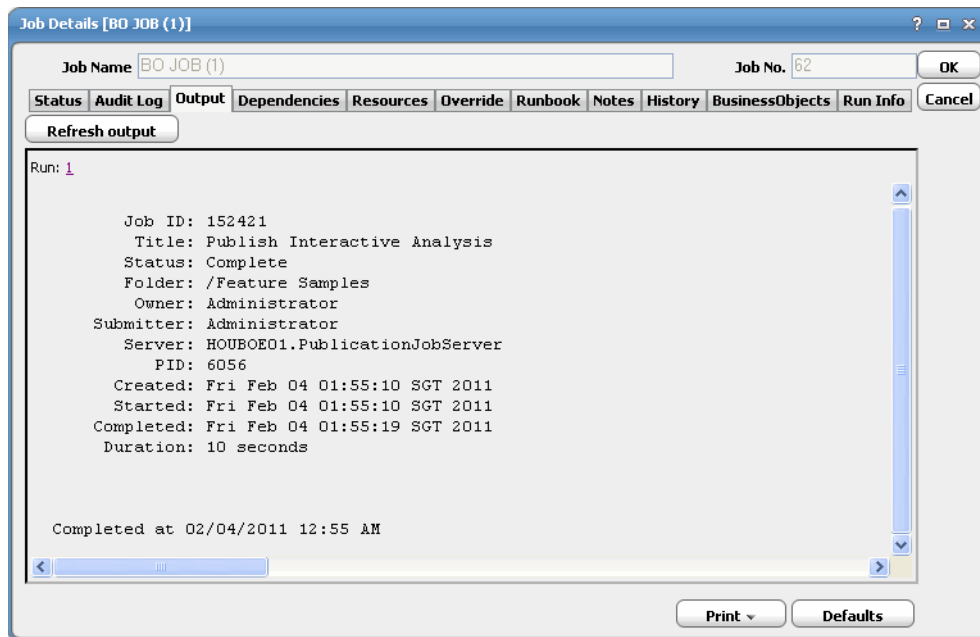 Job Details [BO JOB (1)]
Job Name BO JOB (1) Job No. 62 OK
Status Audit Log Output Dependencies Resources Override Runbook Notes History BusinessObjects Run Info Cancel
Refresh output
Run: 1
Job ID: 152421
Title: Publish Interactive Analysis
Status: Complete
Folder: /Feature Samples
Owner: Administrator
Submitter: Administrator
Server: HOUBOE01.PublicationJobServer
PID: 6056
Created: Fri Feb 04 01:55:10 SGT 2011
Started: Fri Feb 04 01:55:10 SGT 2011
Completed: Fri Feb 04 01:55:19 SGT 2011
Duration: 10 seconds
Completed at 02/04/2011 12:55 AM
Print Defaults